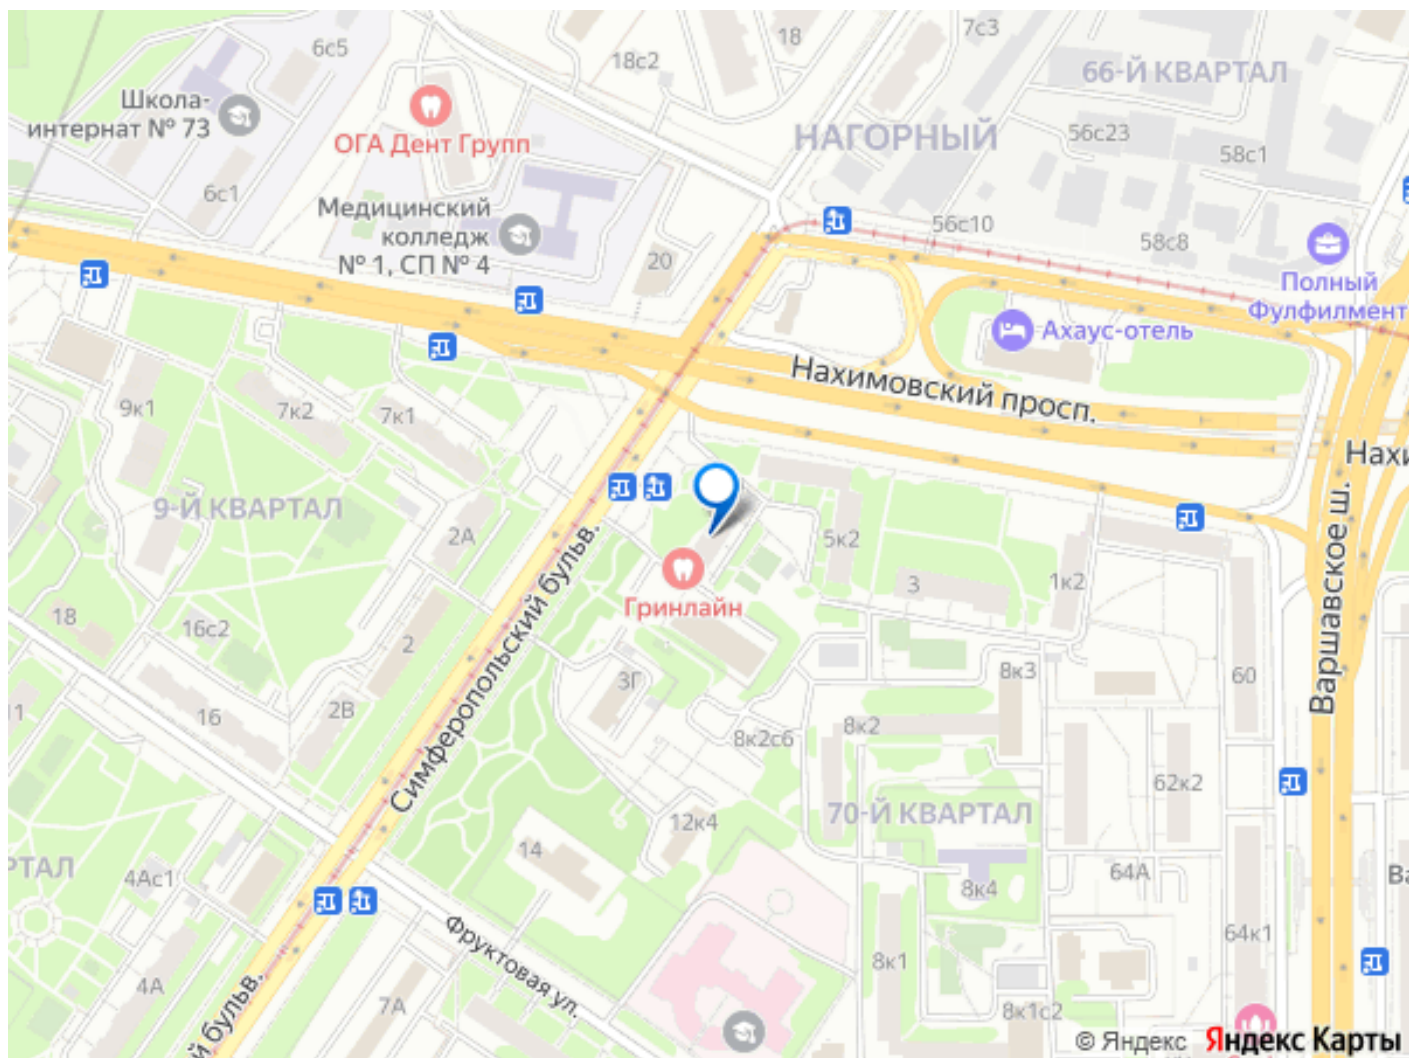 6с5
18
7с3
18с2
66-Й КВАРТАЛ
Школа-
интернат № 73
ОГА Дент Групп
НАГОРНЫЙ
56с23
58с1
6с1
Медицинский
колледж
№ 1, СП № 4
20
56с10
58с8
Полный
Фулфилмент
Ахаус-отель
Нахимовский просп.
9к1
7к2
7к1
Нахи
9-Й КВАРТАЛ
2А
5к2
Варшавское ш.
Симферопольский бульв.
Гринлайн
3
1к2
18
16с2
2
3Г
8к3
60
11
16
2В
8к2
8к2с6
62к2
12к4
70-Й КВАРТАЛ
14
РТАЛ
4Ас1
8к4
64А
Ва
Фруктовая ул.
64к1
4А
7А
8к1
8к1с2
й бульв.
© Яндекс Яндекс Карты